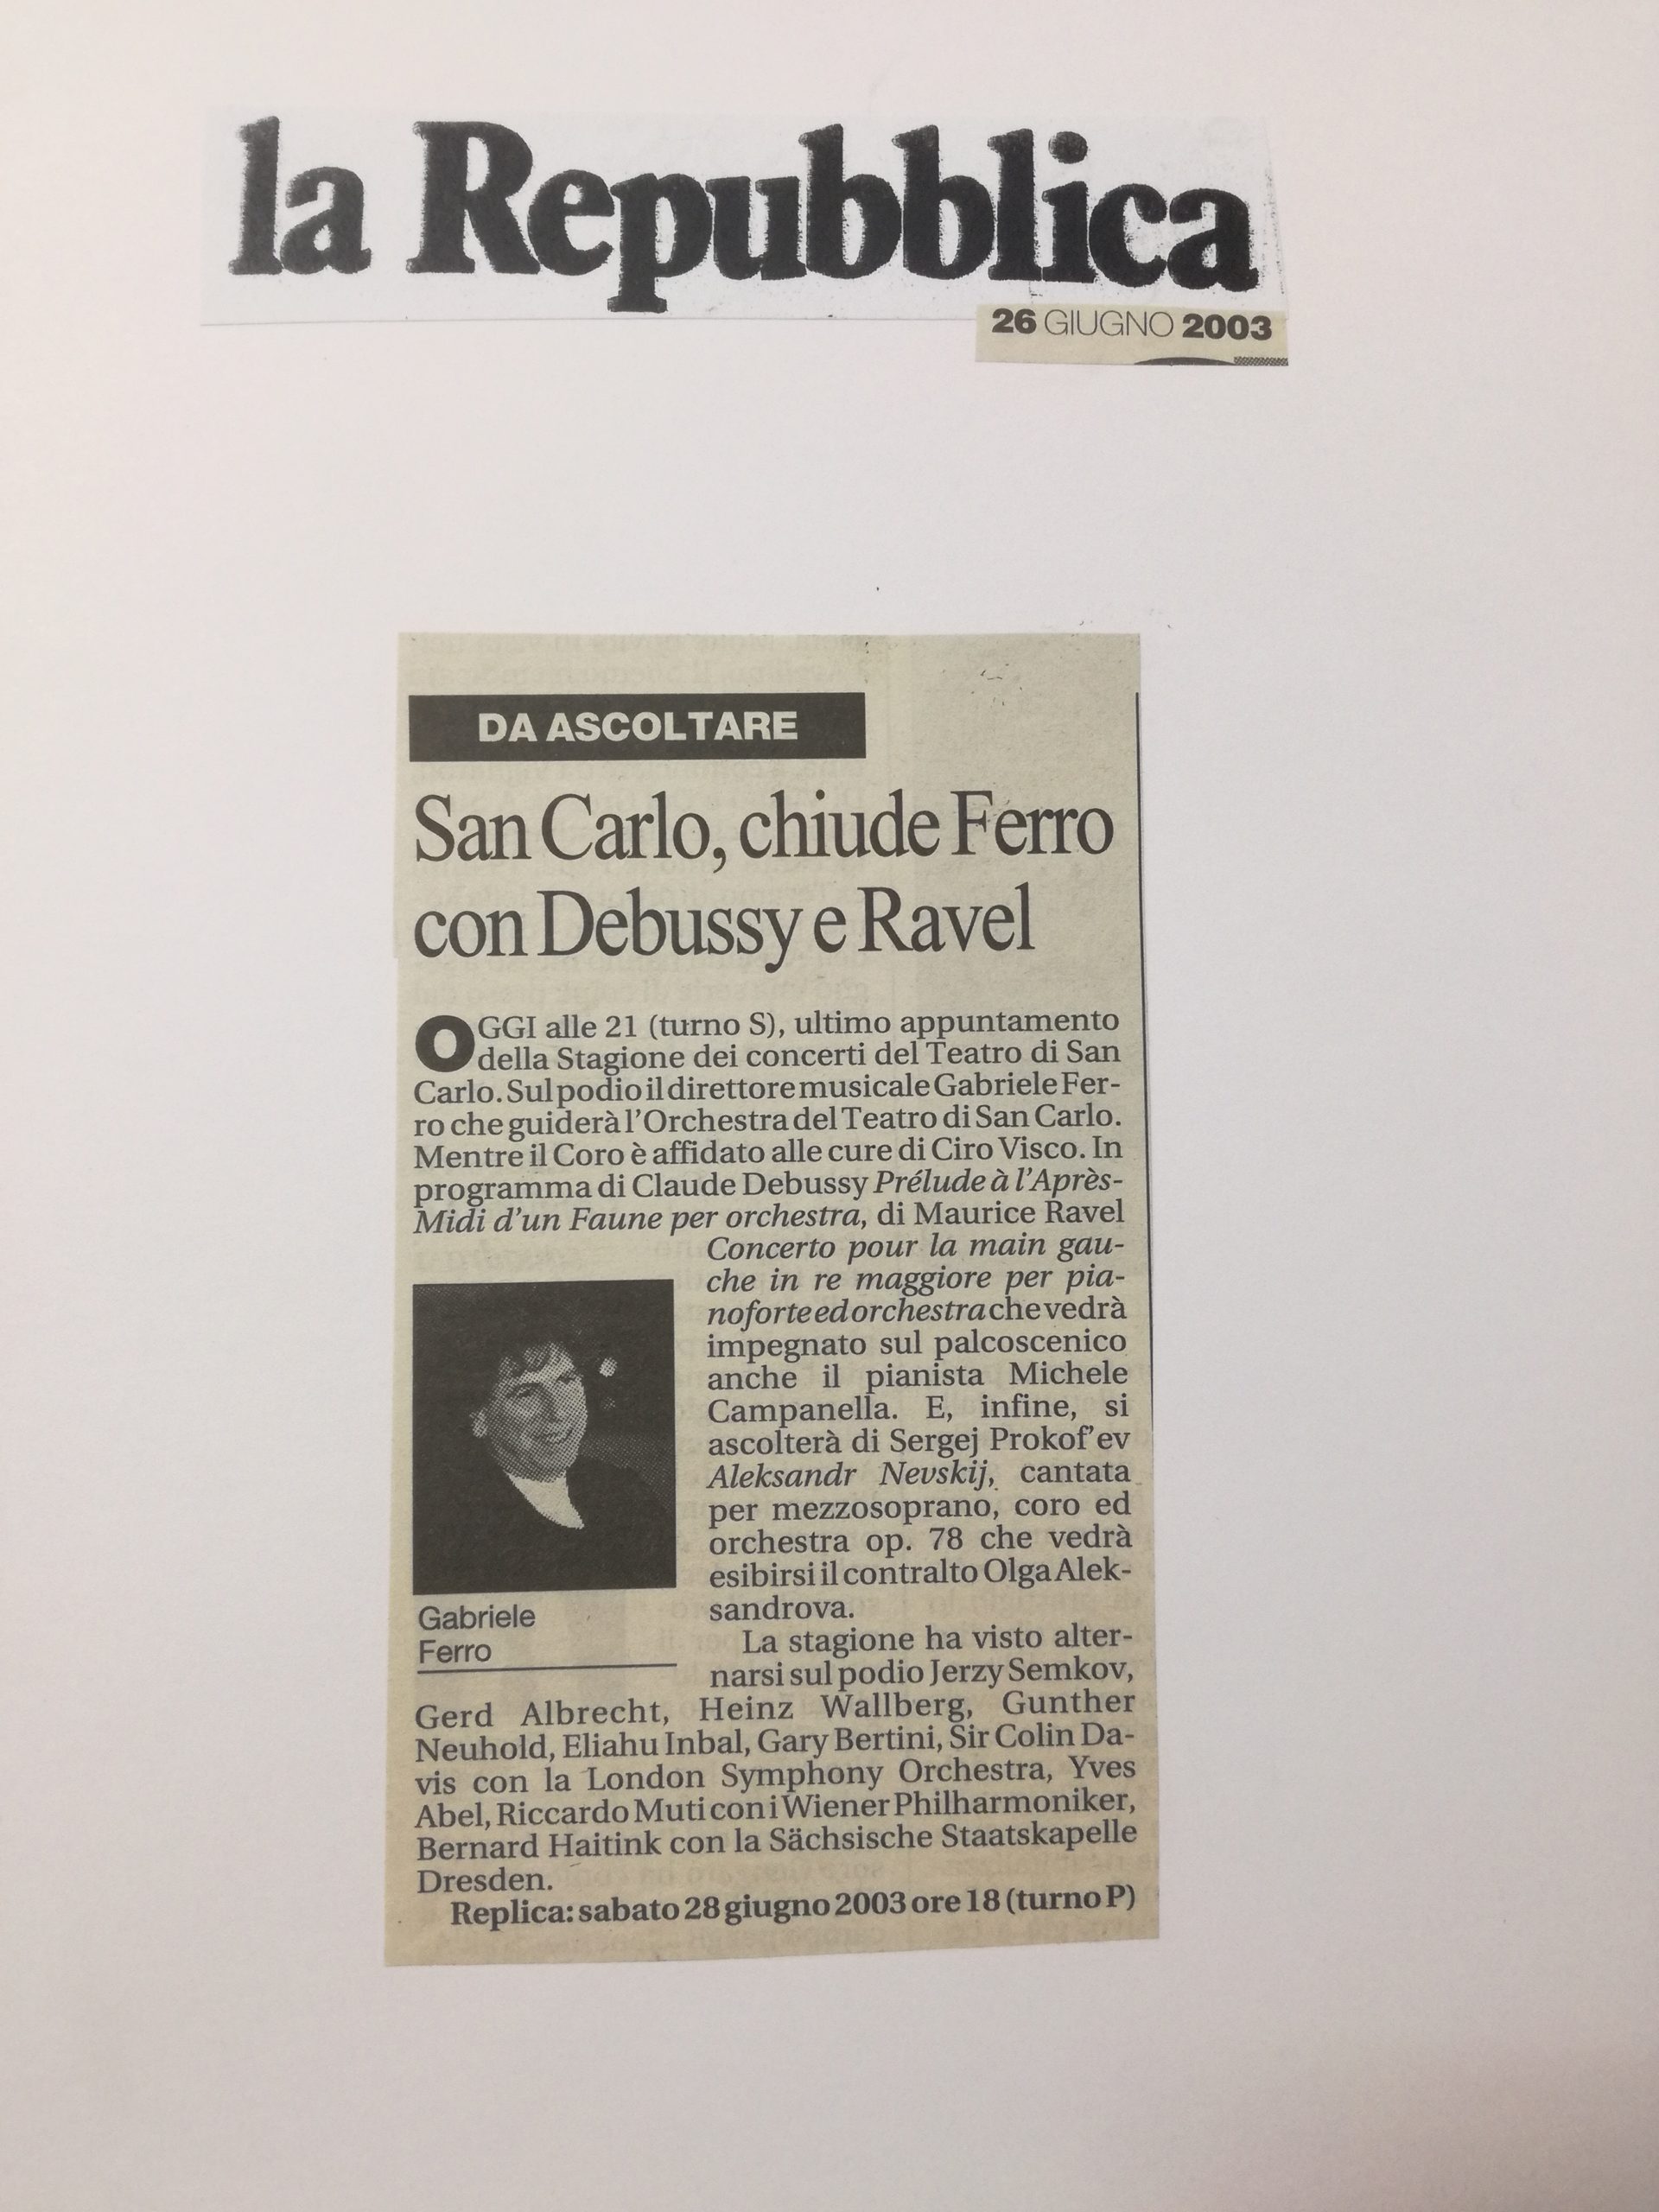 la Repubblica
26 GIUGNO 2003
DA ASCOLTARE
San Carlo, chiude Ferro
con Debussy e Ravel
OGGI alle 21 (turno S), ultimo appuntamento
della Stagione dei concerti del Teatro di San
Carlo. Sul podio il direttore musicale Gabriele Fer-
ro che guiderà l'Orchestra del Teatro di San Carlo.
Mentre il Coro è affidato alle cure di Ciro Visco. In
programma di Claude Debussy Prélude à l'Après-
Midi d'un Faune per orchestra, di Maurice Ravel
Concerto pour la main gau-
che in re maggiore per pia-
noforte ed orchestra che vedrà
impegnato sul palcoscenico
anche il pianista Michele
Campanella. E, infine, si
ascolterà di Sergej Prokof'ev
Aleksandr Nevskij, cantata
per mezzosoprano, coro ed
orchestra op. 78 che vedrà
esibirsi il contralto Olga Alek-
sandrova.
Gabriele
Ferro
La stagione ha visto alter-
narsi sul podio Jerzy Semkov,
Gerd Albrecht, Heinz Wallberg, Gunther
Neuhold, Eliahu Inbal, Gary Bertini, Sir Colin Da-
vis con la London Symphony Orchestra, Yves
Abel, Riccardo Muti con i Wiener Philharmoniker,
Bernard Haitink con la Sächsische Staatskapelle
Dresden.
Replica: sabato 28 giugno 2003 ore 18 (turno P)